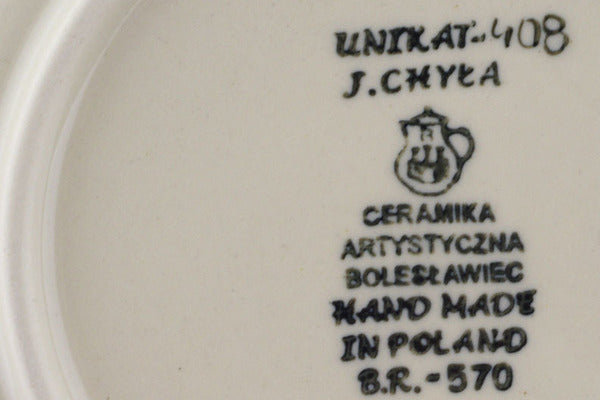 UNIKAT-408
J. CHYŁA
CERAMIKA
ARTYSTYCZNA
BOLESŁAWIEC
HAND MADE
IN POLAND
B.R.-570